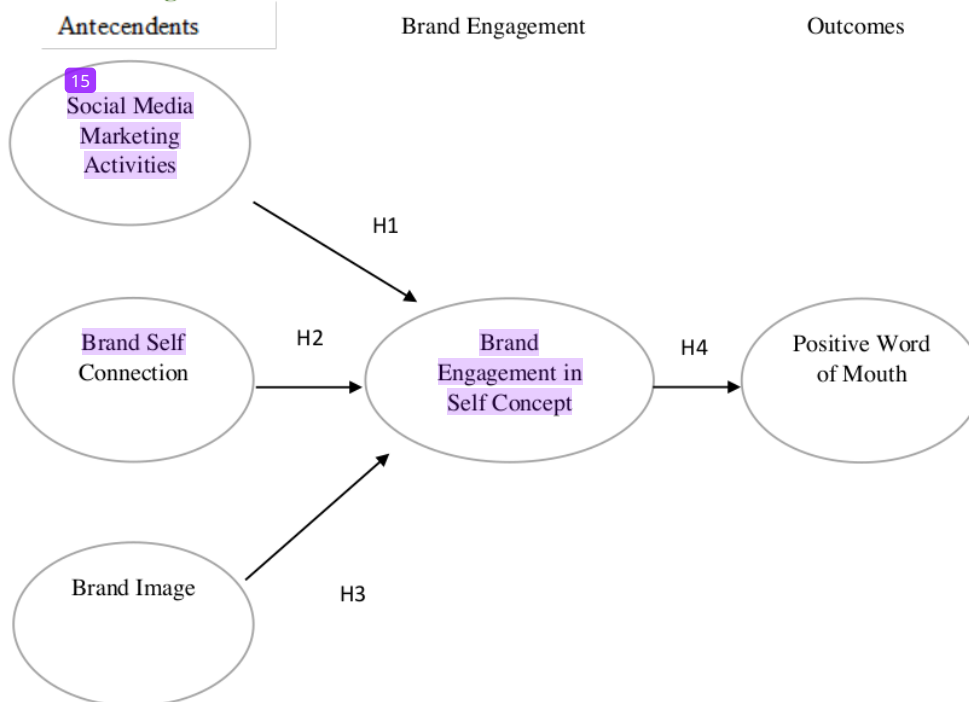 Antecendents
Brand Engagement
Outcomes
15
Social Media
Marketing
Activities
H1
Brand Self
Connection
H2
Brand
Engagement in
Self Concept
H4
Positive Word
of Mouth
Brand Image
H3